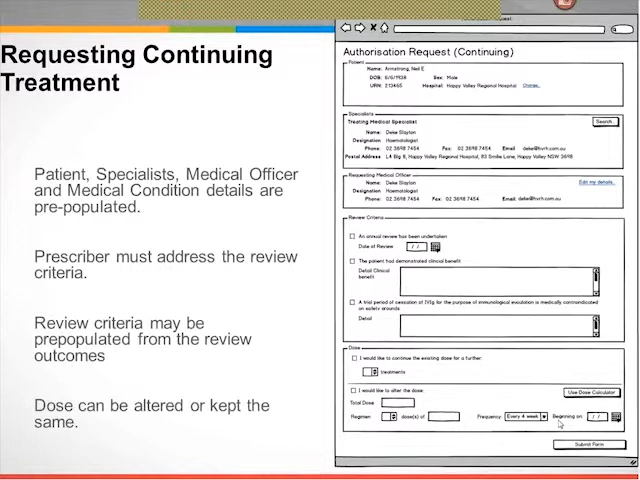 Requesting Continuing
Treatment
Patient, Specialists, Medical Officer
and Medical Condition details are
pre-populated.
Prescriber must address the review
criteria.
Review criteria may be
prepopulated from the review
outcomes
Dose can be altered or kept the
same.
Authorisation Request (Continuing)
Patient
Name: Armstrong, Neil E
DOB: 6/6/1938 Sex: Male
URN: 213465 Hospital: Happy Valley Regional Hospital Change..
Specialists
Treating Medical Specialist
Search..
Name: Deke Slayton
Designation: Haematologist
Phone: 02 3698 7454 Fax: 02 3698 7454 Email: deke@hvrh.com.au
Postal Address L4 Blg 6, Happy Valley Regional Hospital, 83 Smilie Lane, Happy Valley NSW 3698
Requesting Medical Officer
Name: Deke Slayton Edit my details..
Designation: Haematologist
Phone: 02 3698 7454 Fax: 02 3698 7454 Email: deke@hvrh.com.au
Review Criteria
An annual review has been undertaken
Date of Review / /
The patient had demonstrated clinical benefit
Detail Clinical
benefit
A trial period of cessation of IVIg for the purpose of immunological evaluation is medically contraindicated
on safety grounds
Detail
Dose
I would like to continue the existing dose for a further:
treatments
I would like to alter the dose:
Use Dose Calculator
Total Dose
Regimen dose(s) of Frequency: Every 4 week Beginning on: / /
Submit Form